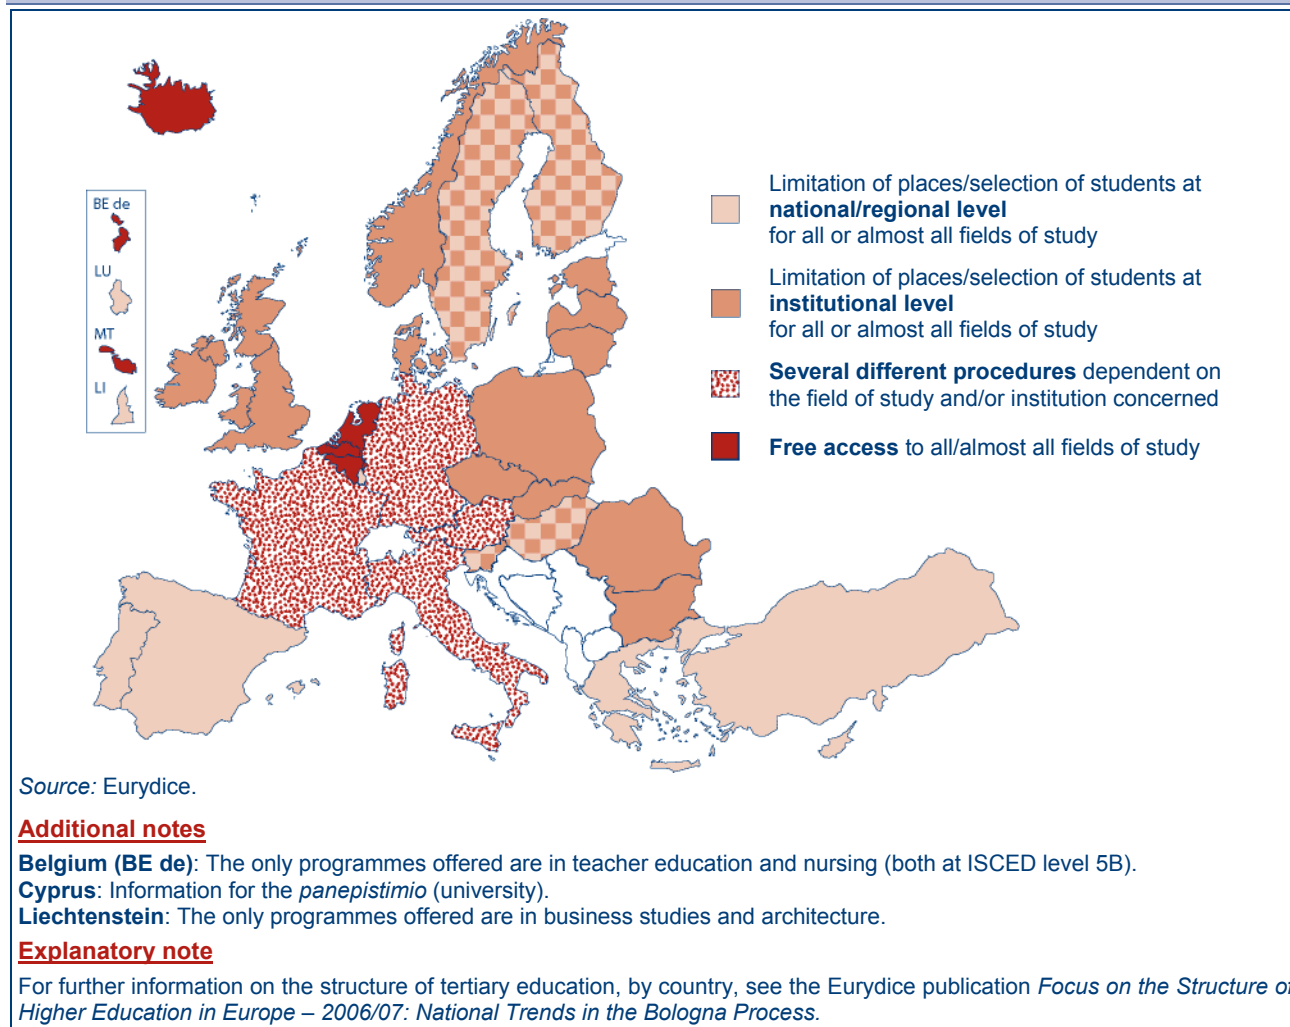 BE de
LU
MT
LI
Limitation of places/selection of students at
national/regional level
for all or almost all fields of study
Limitation of places/selection of students at
institutional level
for all or almost all fields of study
Several different procedures dependent on
the field of study and/or institution concerned
Free access to all/almost all fields of study
Source: Eurydice.
Additional notes
Belgium (BE de): The only programmes offered are in teacher education and nursing (both at ISCED level 5B).
Cyprus: Information for the panepistimio (university).
Liechtenstein: The only programmes offered are in business studies and architecture.
Explanatory note
For further information on the structure of tertiary education, by country, see the Eurydice publication Focus on the Structure of
Higher Education in Europe – 2006/07: National Trends in the Bologna Process.